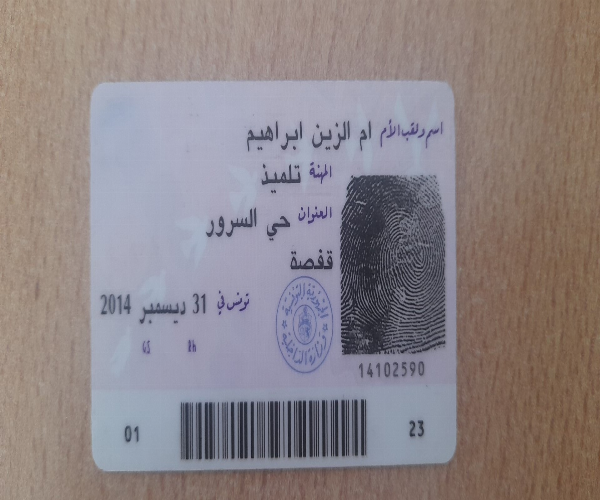 اسم ولقب الأم ام الزين ابراهيم
المهنة تلميذ
العنوان حي السرور
قفصة
تونس في 31 ديسمبر 2014
الجمهورية التونسية
وزارة الداخلية
14102590
01
23